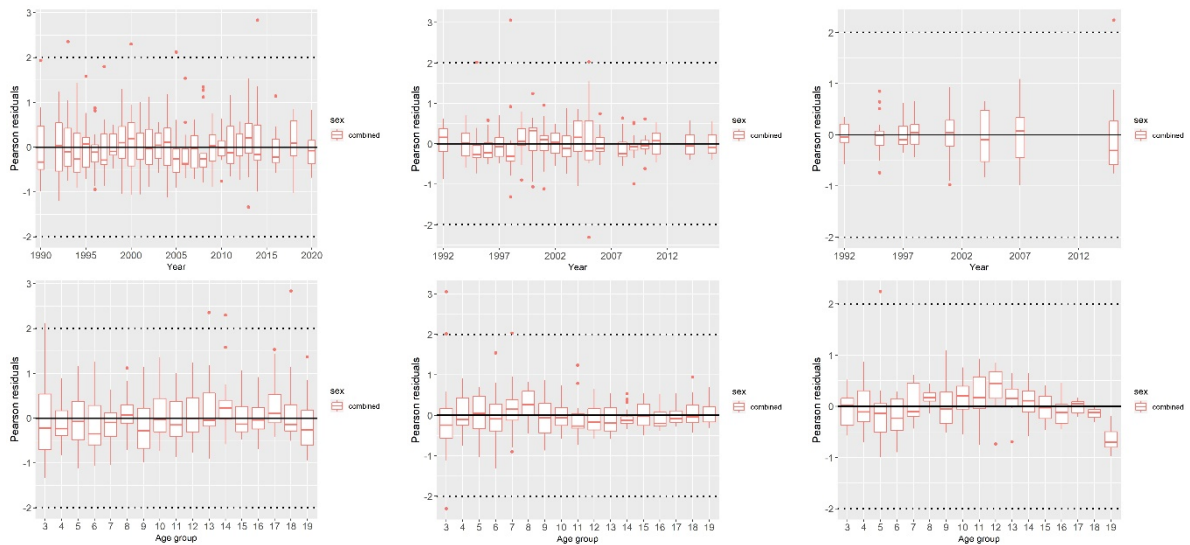 3
2
1
0
-1
-2
Pearson residuals
1990
1995
2000
2005
2010
2015
2020
Year
sex
combined
3
2
1
0
-1
-2
Pearson residuals
1992
1997
2002
2007
2012
Year
sex
combined
2
1
0
-1
-2
Pearson residuals
1992
1997
2002
2007
2012
Year
sex
combined
3
2
1
0
-1
-2
Pearson residuals
3 4 5 6 7 8 9 10 11 12 13 14 15 16 17 18 19
Age group
sex
combined
3
2
1
0
-1
-2
Pearson residuals
3 4 5 6 7 8 9 10 11 12 13 14 15 16 17 18 19
Age group
sex
combined
2
1
0
-1
-2
Pearson residuals
3 4 5 6 7 8 9 10 11 12 13 14 15 16 17 18 19
Age group
sex
combined